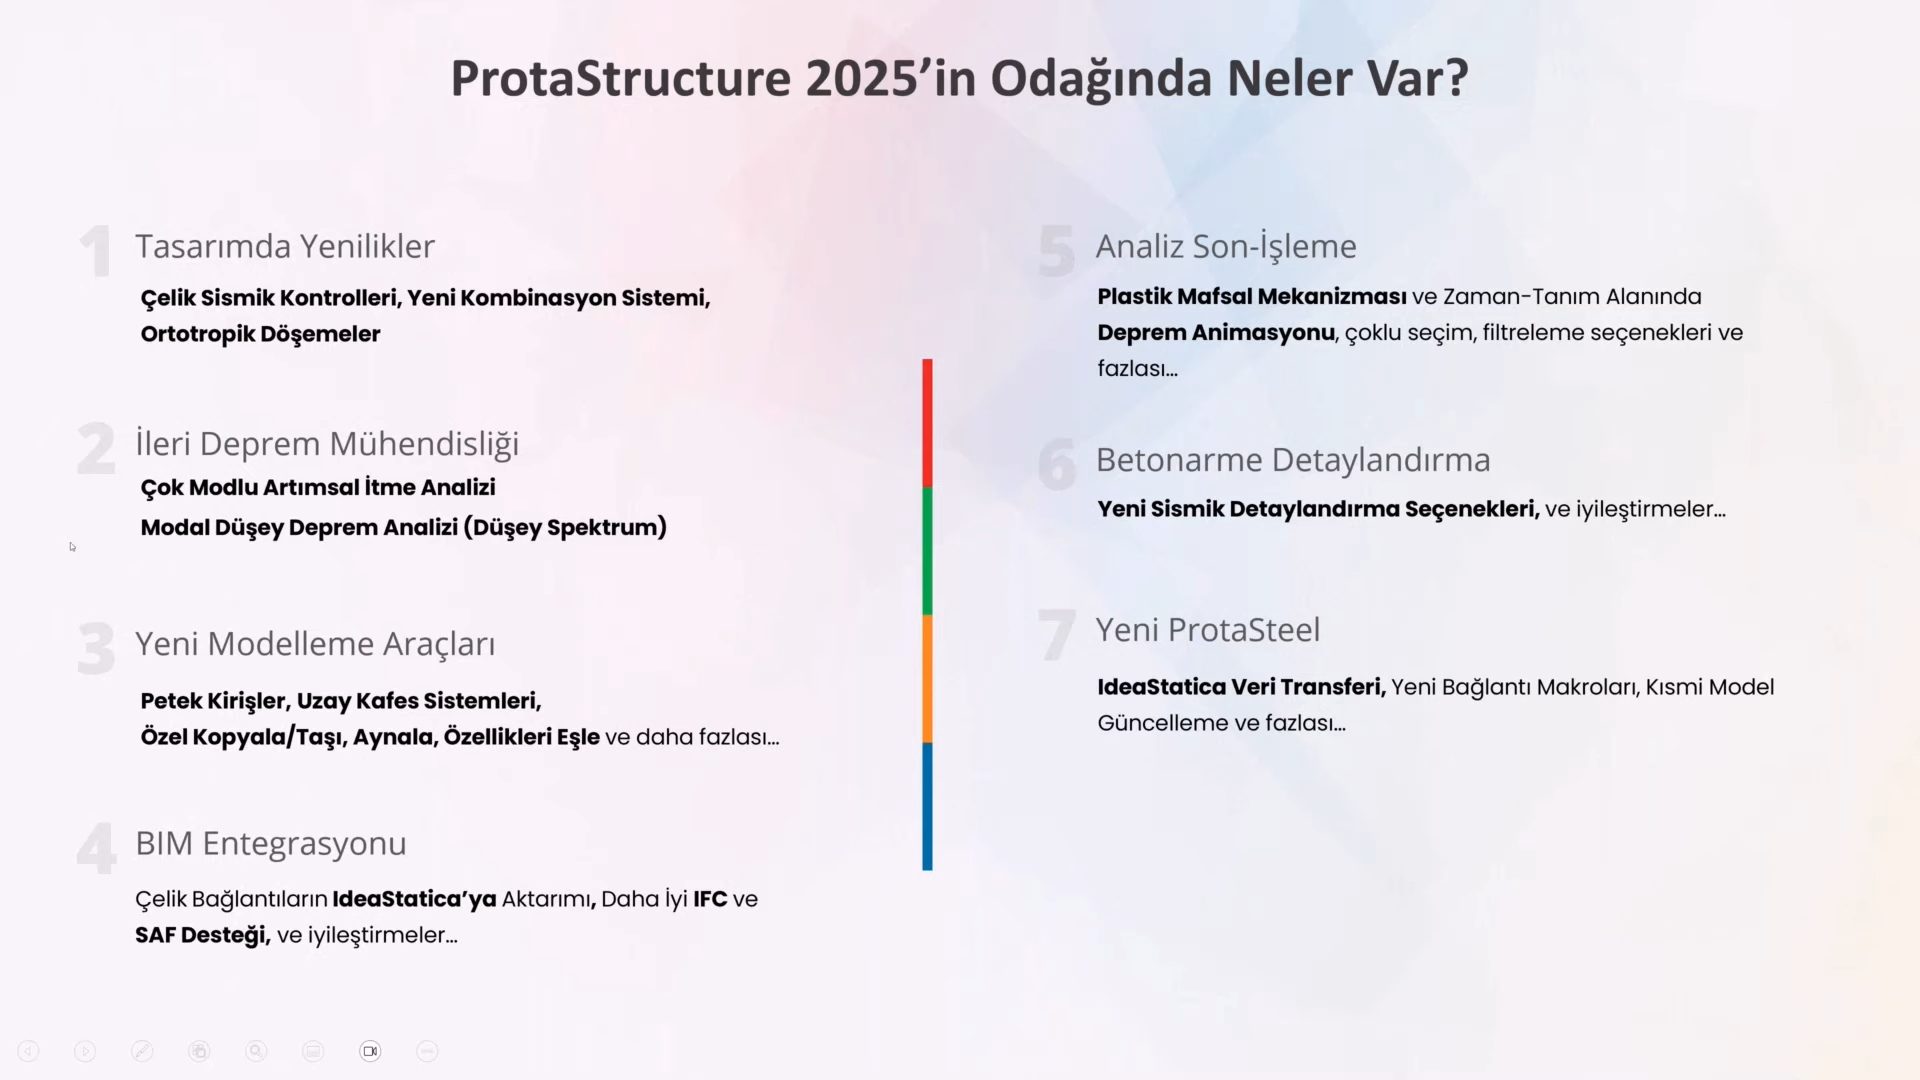 ProtaStructure 2025’in Odağında Neler Var?
1 Tasarımda Yenilikler
Çelik Sismik Kontrolleri, Yeni Kombinasyon Sistemi,
Ortotropik Döşemeler
2 İleri Deprem Mühendisliği
Çok Modlu Artımsal İtme Analizi
Modal Düşey Deprem Analizi (Düşey Spektrum)
3 Yeni Modelleme Araçları
Petek Kirişler, Uzay Kafes Sistemleri,
Özel Kopyala/Taşı, Aynala, Özellikleri Eşle ve daha fazlası...
4 BIM Entegrasyonu
Çelik Bağlantıların IdeaStatica’ya Aktarımı, Daha İyi IFC ve
SAF Desteği, ve iyileştirmeler...
5 Analiz Son-İşleme
Plastik Mafsal Mekanizması ve Zaman-Tanım Alanında
Deprem Animasyonu, çoklu seçim, filtreleme seçenekleri ve
fazlası...
6 Betonarme Detaylandırma
Yeni Sismik Detaylandırma Seçenekleri, ve iyileştirmeler...
7 Yeni ProtaSteel
IdeaStatica Veri Transferi, Yeni Bağlantı Makroları, Kısmi Model
Güncelleme ve fazlası...